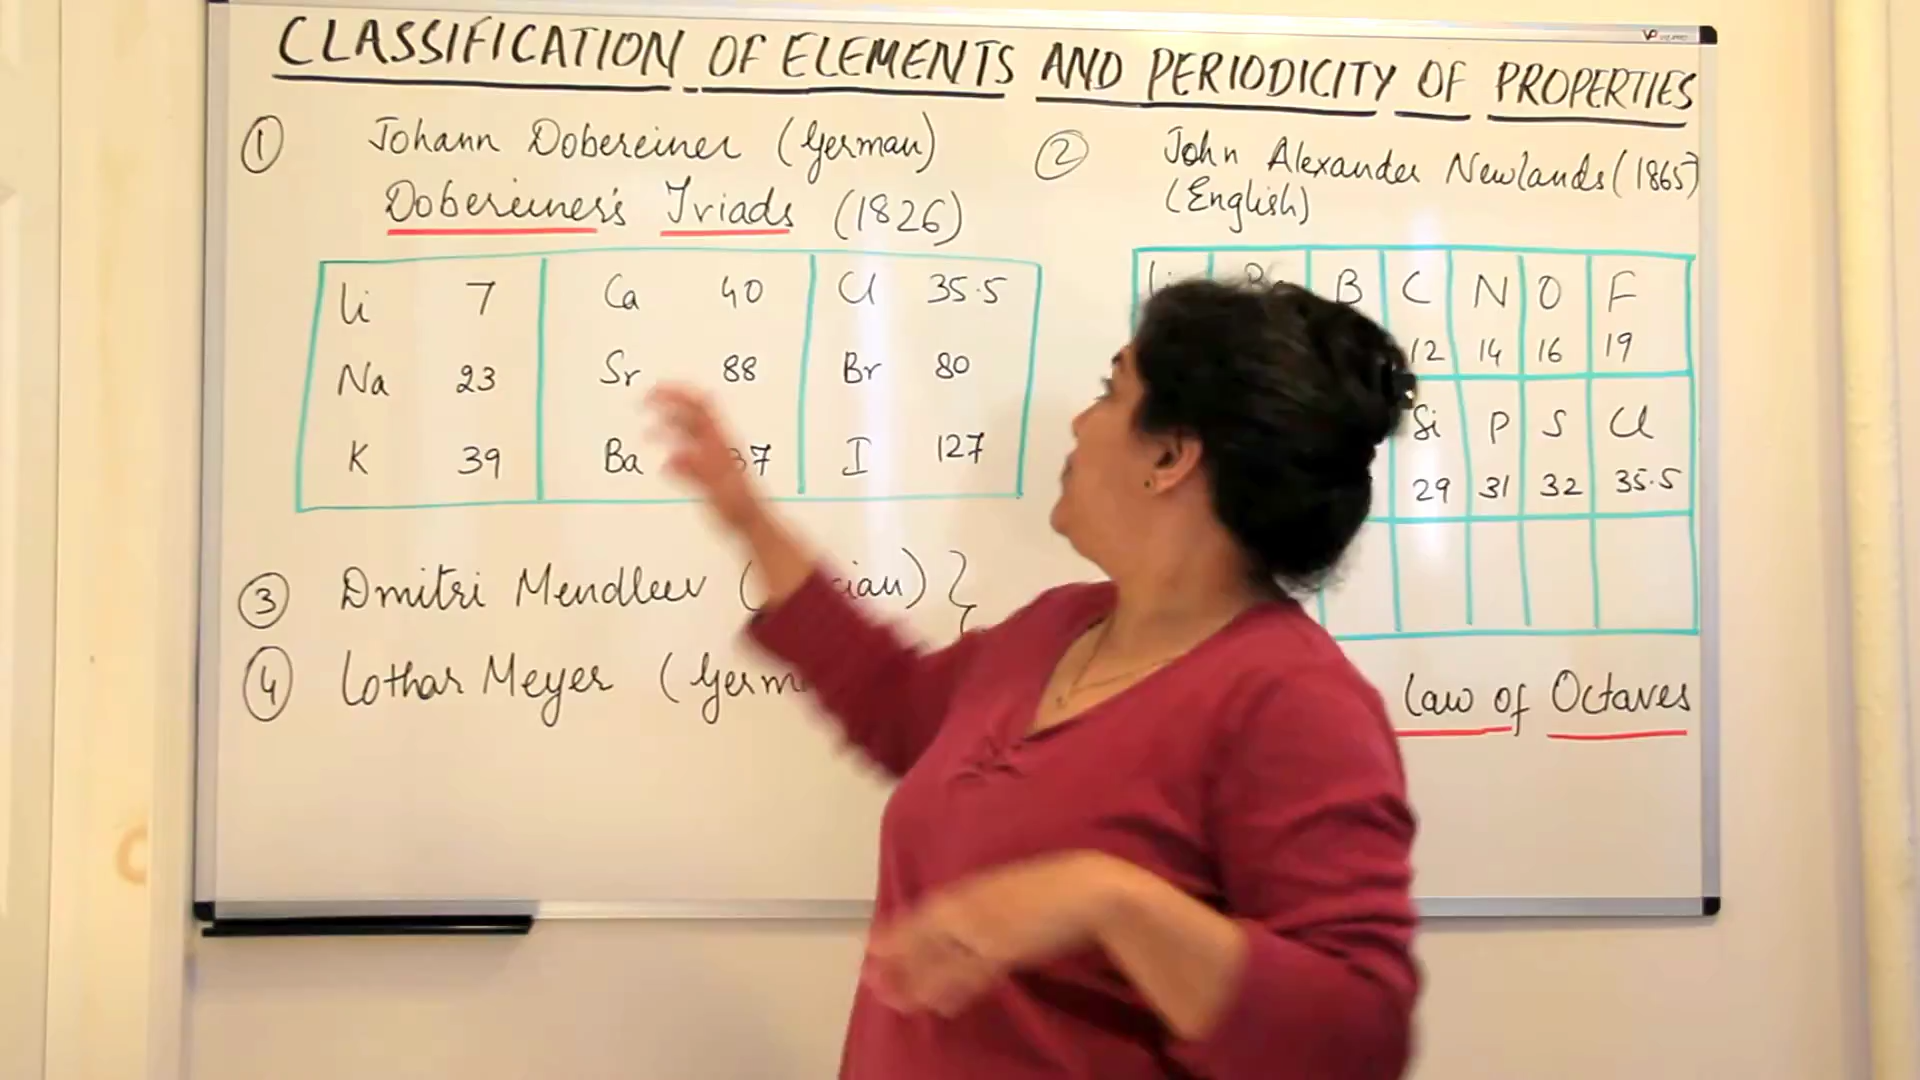 CLASSIFICATION OF ELEMENTS AND PERIODICITY OF PROPERTIES
① Johann Dobereiner (German)
Dobereiner's Triads (1826)
Li 7 Ca 40 Cl 35.5
Na 23 Sr 88 Br 80
K 39 Ba 37 I 127
③ Dmitri Mendleev
④ Lothar Meyer (Germ
② John Alexander Newlands (1865)
(English)
B C N O F
12 14 16 19
Si P S Cl
29 31 32 35.5
Law of Octaves